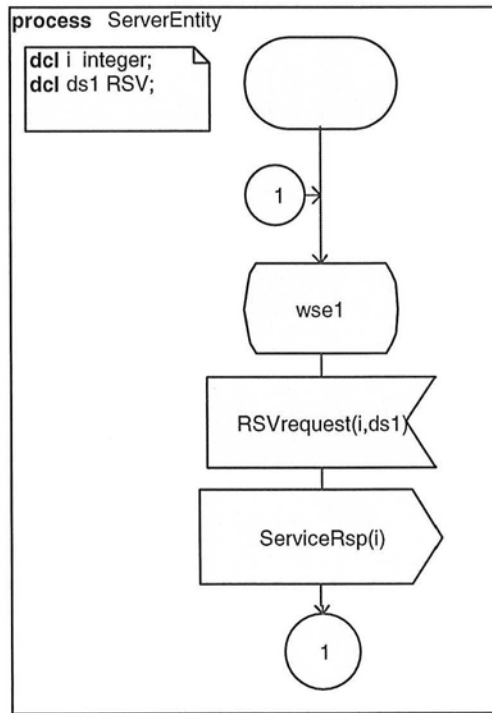 process ServerEntity
dcl i integer;
dcl ds1 RSV;
1
wse1
RSVrequest(i,ds1)
ServiceRsp(i)
1